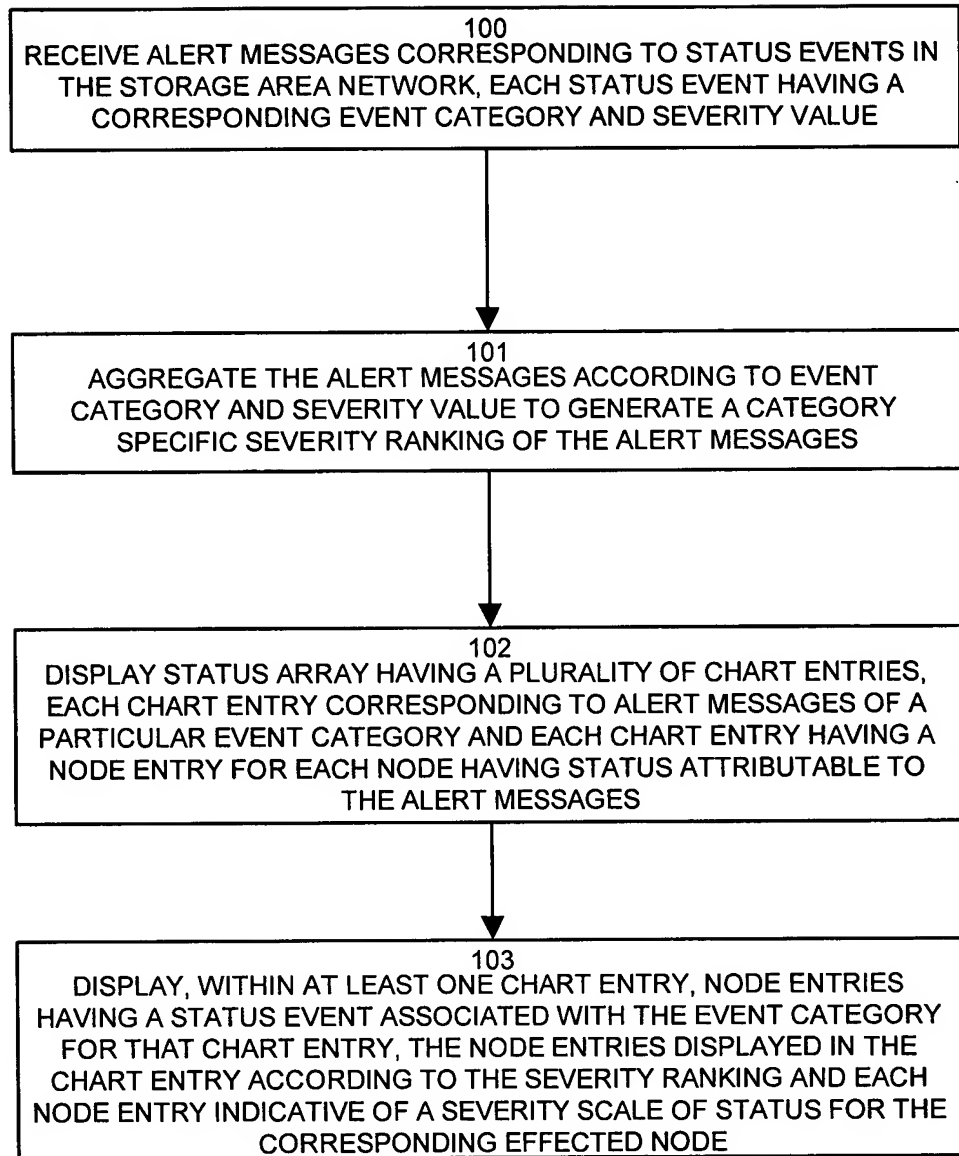 100
RECEIVE ALERT MESSAGES CORRESPONDING TO STATUS EVENTS IN
THE STORAGE AREA NETWORK, EACH STATUS EVENT HAVING A
CORRESPONDING EVENT CATEGORY AND SEVERITY VALUE
101
AGGREGATE THE ALERT MESSAGES ACCORDING TO EVENT
CATEGORY AND SEVERITY VALUE TO GENERATE A CATEGORY
SPECIFIC SEVERITY RANKING OF THE ALERT MESSAGES
102
DISPLAY STATUS ARRAY HAVING A PLURALITY OF CHART ENTRIES,
EACH CHART ENTRY CORRESPONDING TO ALERT MESSAGES OF A
PARTICULAR EVENT CATEGORY AND EACH CHART ENTRY HAVING A
NODE ENTRY FOR EACH NODE HAVING STATUS ATTRIBUTABLE TO
THE ALERT MESSAGES
103
DISPLAY, WITHIN AT LEAST ONE CHART ENTRY, NODE ENTRIES
HAVING A STATUS EVENT ASSOCIATED WITH THE EVENT CATEGORY
FOR THAT CHART ENTRY, THE NODE ENTRIES DISPLAYED IN THE
CHART ENTRY ACCORDING TO THE SEVERITY RANKING AND EACH
NODE ENTRY INDICATIVE OF A SEVERITY SCALE OF STATUS FOR THE
CORRESPONDING EFFECTED NODE